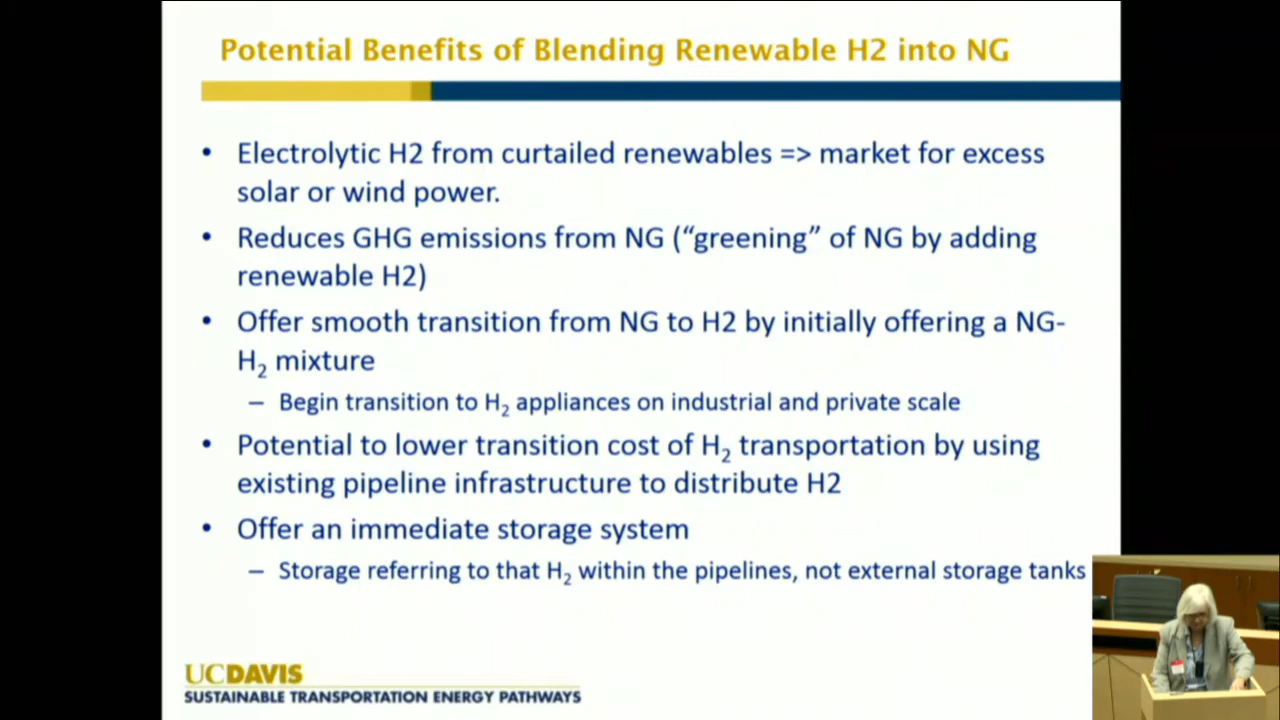 Potential Benefits of Blending Renewable H2 into NG
• Electrolytic H2 from curtailed renewables => market for excess
solar or wind power.
• Reduces GHG emissions from NG (“greening” of NG by adding
renewable H2)
• Offer smooth transition from NG to H2 by initially offering a NG-
H₂ mixture
– Begin transition to H₂ appliances on industrial and private scale
• Potential to lower transition cost of H₂ transportation by using
existing pipeline infrastructure to distribute H2
• Offer an immediate storage system
– Storage referring to that H₂ within the pipelines, not external storage tanks
UCDAVIS
SUSTAINABLE TRANSPORTATION ENERGY PATHWAYS